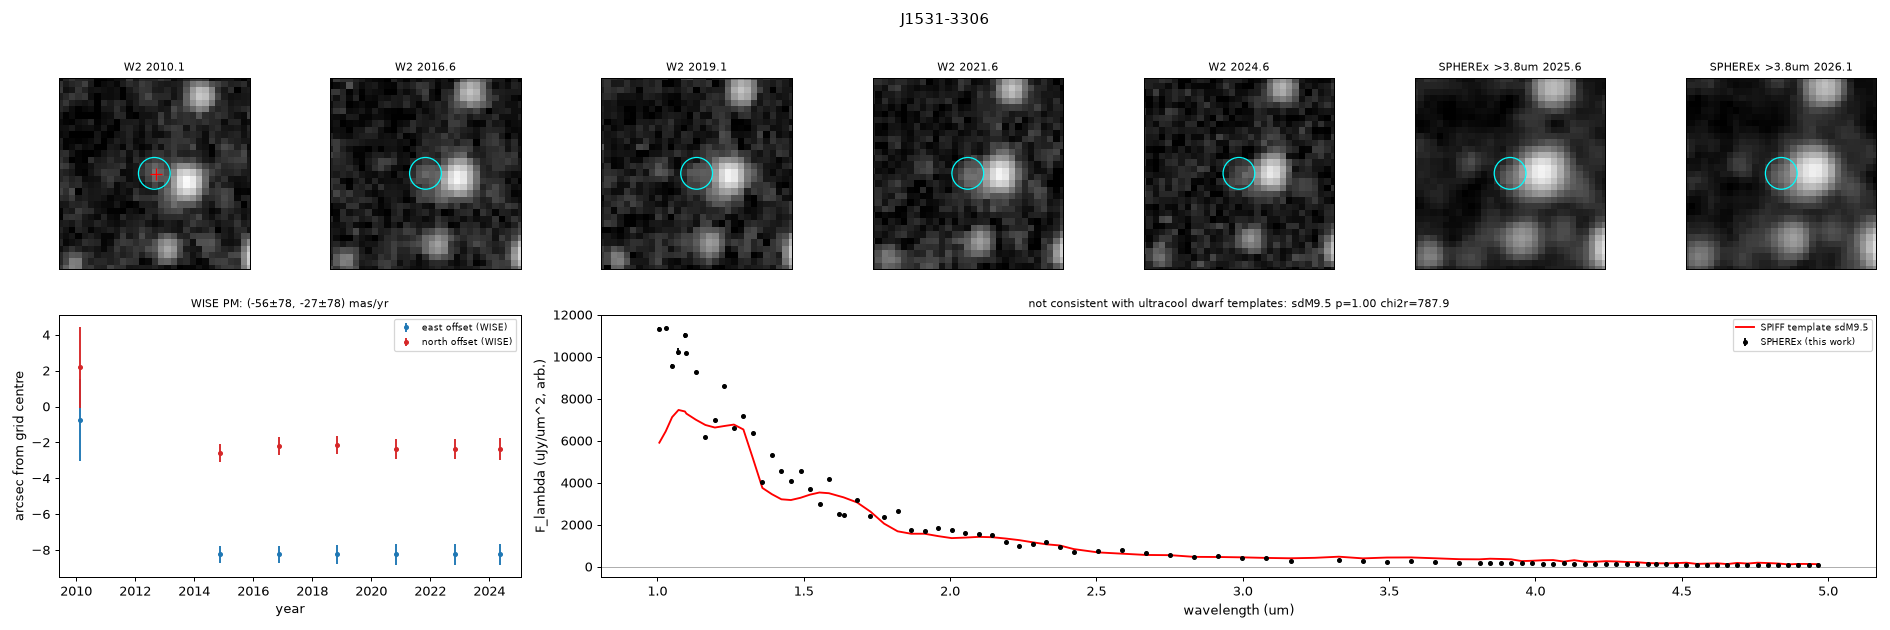 J1531-3306
W2 2010.1
W2 2016.6
W2 2019.1
W2 2021.6
W2 2024.6
SPHEREx >3.8um 2025.6
SPHEREx >3.8um 2026.1
WISE PM: (-56±78, -27±78) mas/yr
east offset (WISE)
north offset (WISE)
arcsec from grid centre
4
2
0
−2
−4
−6
−8
2010
2012
2014
2016
2018
2020
2022
2024
year
not consistent with ultracool dwarf templates: sdM9.5 p=1.00 chi2r=787.9
SPIFF template sdM9.5
SPHEREx (this work)
F_lambda (uJy/um^2, arb.)
12000
10000
8000
6000
4000
2000
0
1.0
1.5
2.0
2.5
3.0
3.5
4.0
4.5
5.0
wavelength (um)